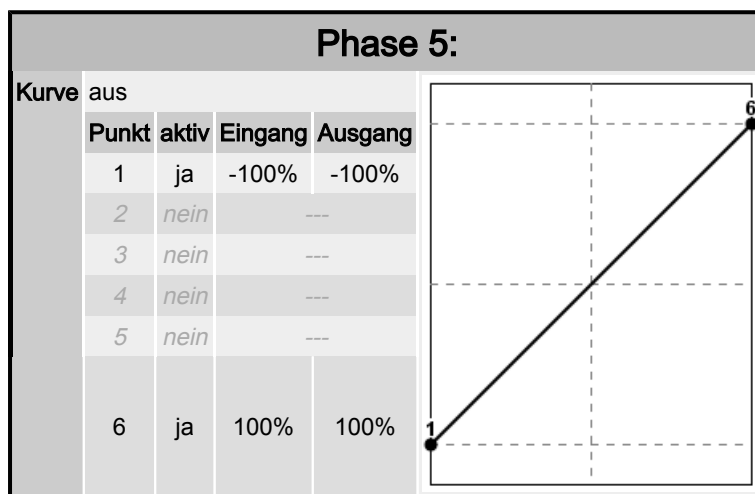 Phase 5:
Kurve aus
Punkt aktiv Eingang Ausgang
1 ja -100% -100%
2 nein ---
3 nein ---
4 nein ---
5 nein ---
6 ja 100% 100%
6
1